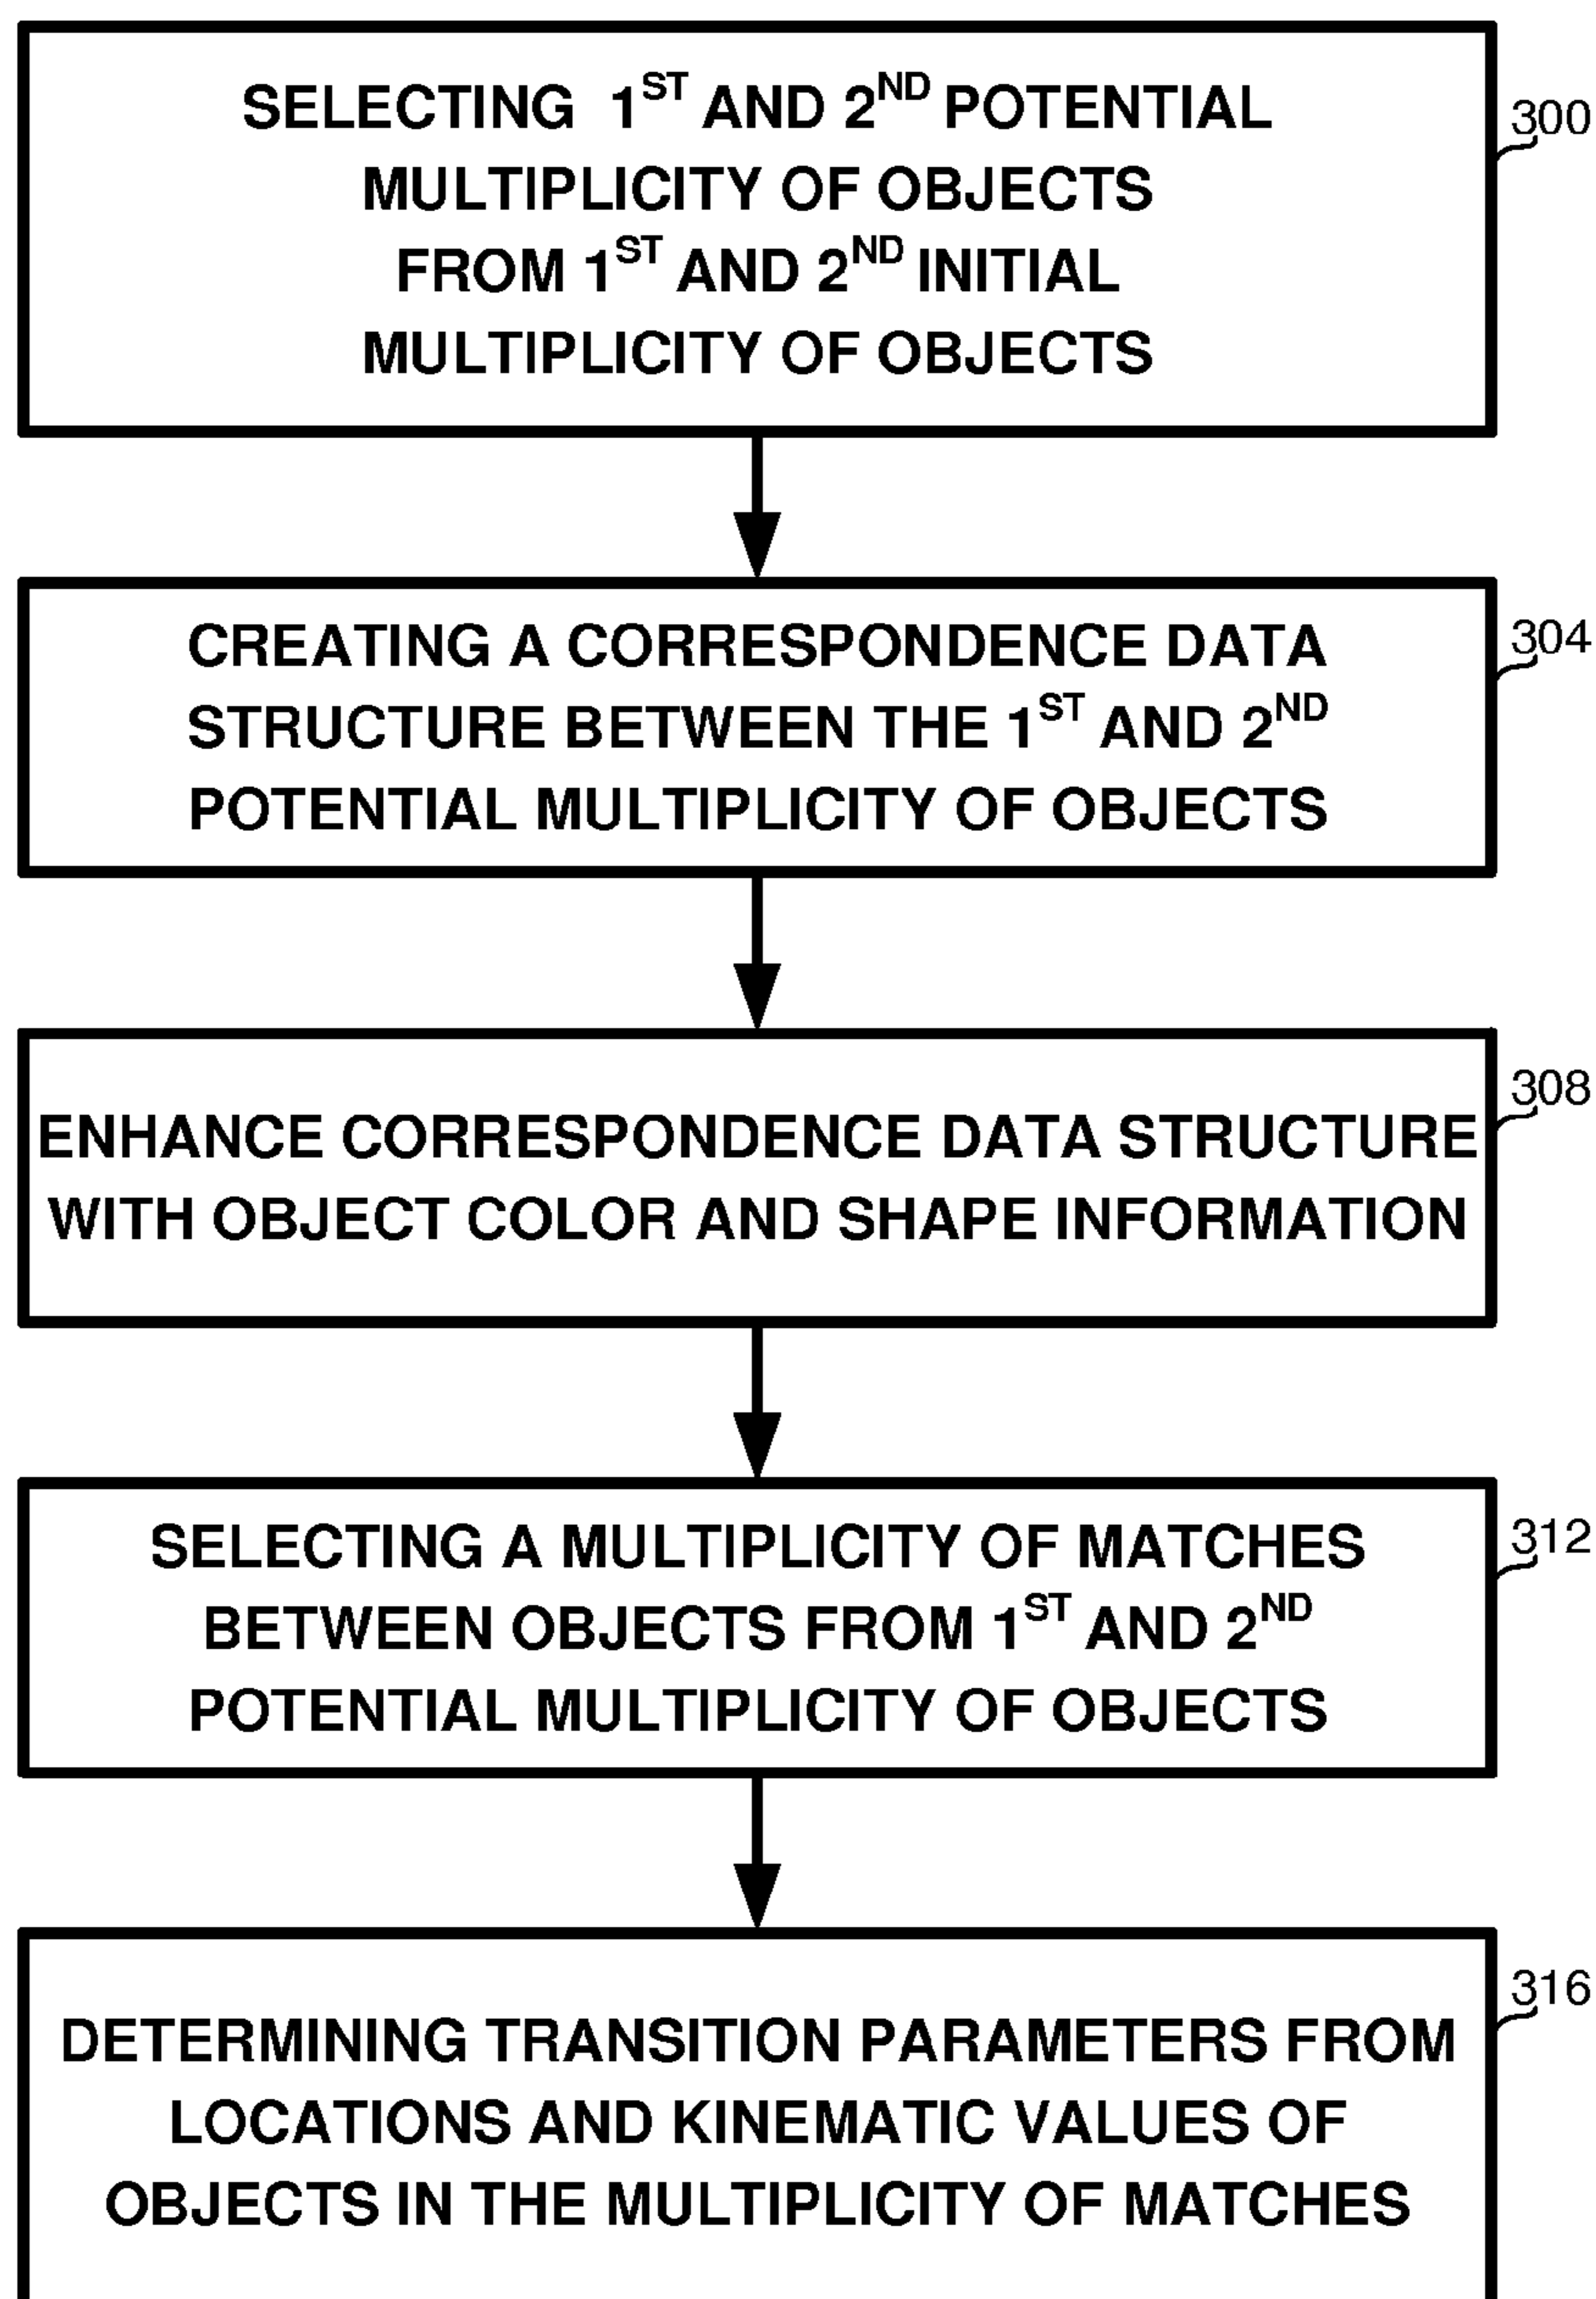 SELECTING 1ST AND 2ND POTENTIAL
MULTIPLICITY OF OBJECTS
FROM 1ST AND 2ND INITIAL
MULTIPLICITY OF OBJECTS
300
CREATING A CORRESPONDENCE DATA
STRUCTURE BETWEEN THE 1ST AND 2ND
POTENTIAL MULTIPLICITY OF OBJECTS
304
ENHANCE CORRESPONDENCE DATA STRUCTURE
WITH OBJECT COLOR AND SHAPE INFORMATION
308
SELECTING A MULTIPLICITY OF MATCHES
BETWEEN OBJECTS FROM 1ST AND 2ND
POTENTIAL MULTIPLICITY OF OBJECTS
312
DETERMINING TRANSITION PARAMETERS FROM
LOCATIONS AND KINEMATIC VALUES OF
OBJECTS IN THE MULTIPLICITY OF MATCHES
316